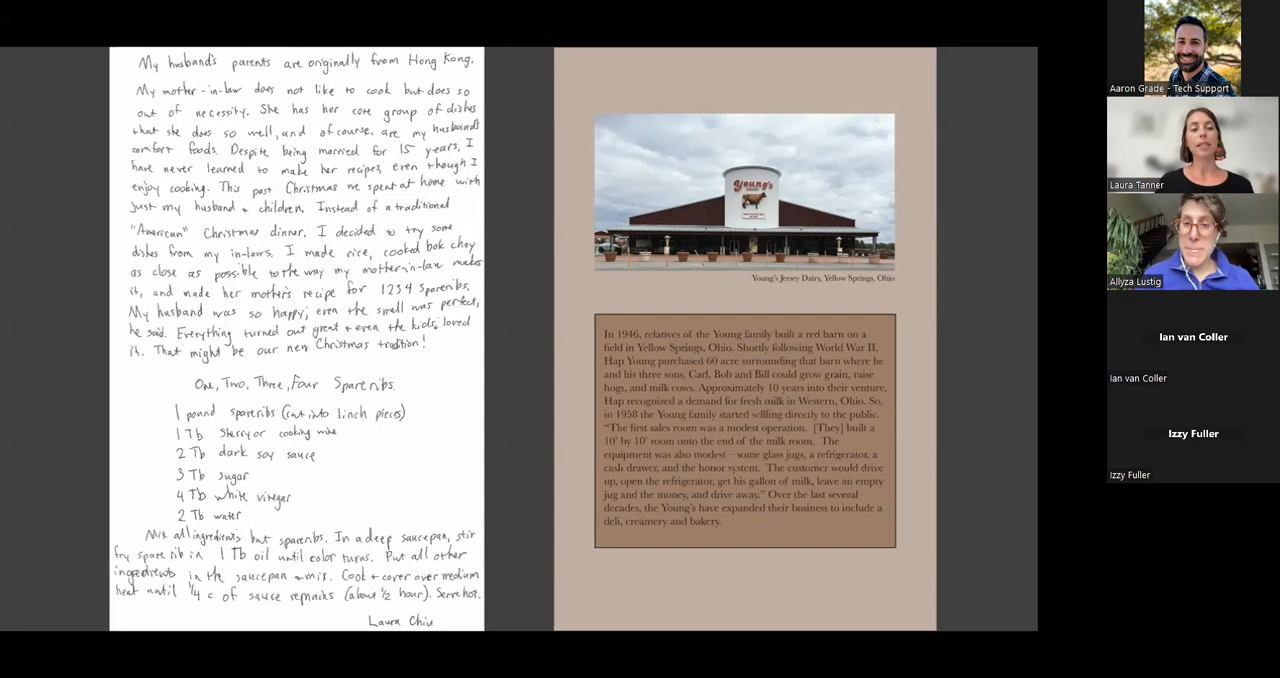 My husband's parents are originally from Hong Kong.
My mother-in-law does not like to cook but does so
out of necessity. She has her core group of dishes
that she does so well, and of course, are my husband's
comfort foods. Despite being married for 15 years, I
have never learned to make her recipes, even though I
enjoy cooking. This past Christmas we spent at home with
just my husband + children. Instead of a traditional
"American" Christmas dinner, I decided to try some
dishes from my in-laws. I made rice, cooked bok choy
as close as possible to the way my mother-in-law makes
it, and made her mother's recipe for 1234 Spareribs.
My husband was so happy; even the smell was perfect,
he said. Everything turned out great + even the kids loved
it. That might be our new Christmas tradition!
One, Two, Three, Four Spareribs.
1 pound spareribs (cut into 1inch pieces)
1 Tb sherry or cooking wine
2 Tb dark soy sauce
3 Tb sugar
4 Tb white vinegar
2 Tb water
Mix all ingredients but spareribs. In a deep saucepan, stir
fry spare rib in 1 Tb oil until color turns. Put all other
ingredients in the saucepan + mix. Cook + cover over medium
heat until 1/4 c of sauce remains (about 1/2 hour). Serve hot.
Laura Chiu
Young's
Young's Jersey Dairy, Yellow Springs, Ohio
In 1946, relatives of the Young family built a red barn on a
field in Yellow Springs, Ohio. Shortly following World War II,
Hap Young purchased 60 acre surrounding that barn where he
and his three sons, Carl, Bob and Bill could grow grain, raise
hogs, and milk cows. Approximately 10 years into their venture,
Hap recognized a demand for fresh milk in Western, Ohio. So,
in 1958 the Young family started sellling directly to the public.
“The first sales room was a modest operation. [They] built a
10’ by 10’ room onto the end of the milk room. The
equipment was also modest – some glass jugs, a refrigerator, a
cash drawer, and the honor system. The customer would drive
up, open the refrigerator, get his gallon of milk, leave an empty
jug and the money, and drive away.” Over the last several
decades, the Young's have expanded their business to include a
deli, creamery and bakery.
Aaron Grade - Tech Support
Laura Tanner
Allyza Lustig
Ian van Coller
Ian van Coller
Izzy Fuller
Izzy Fuller